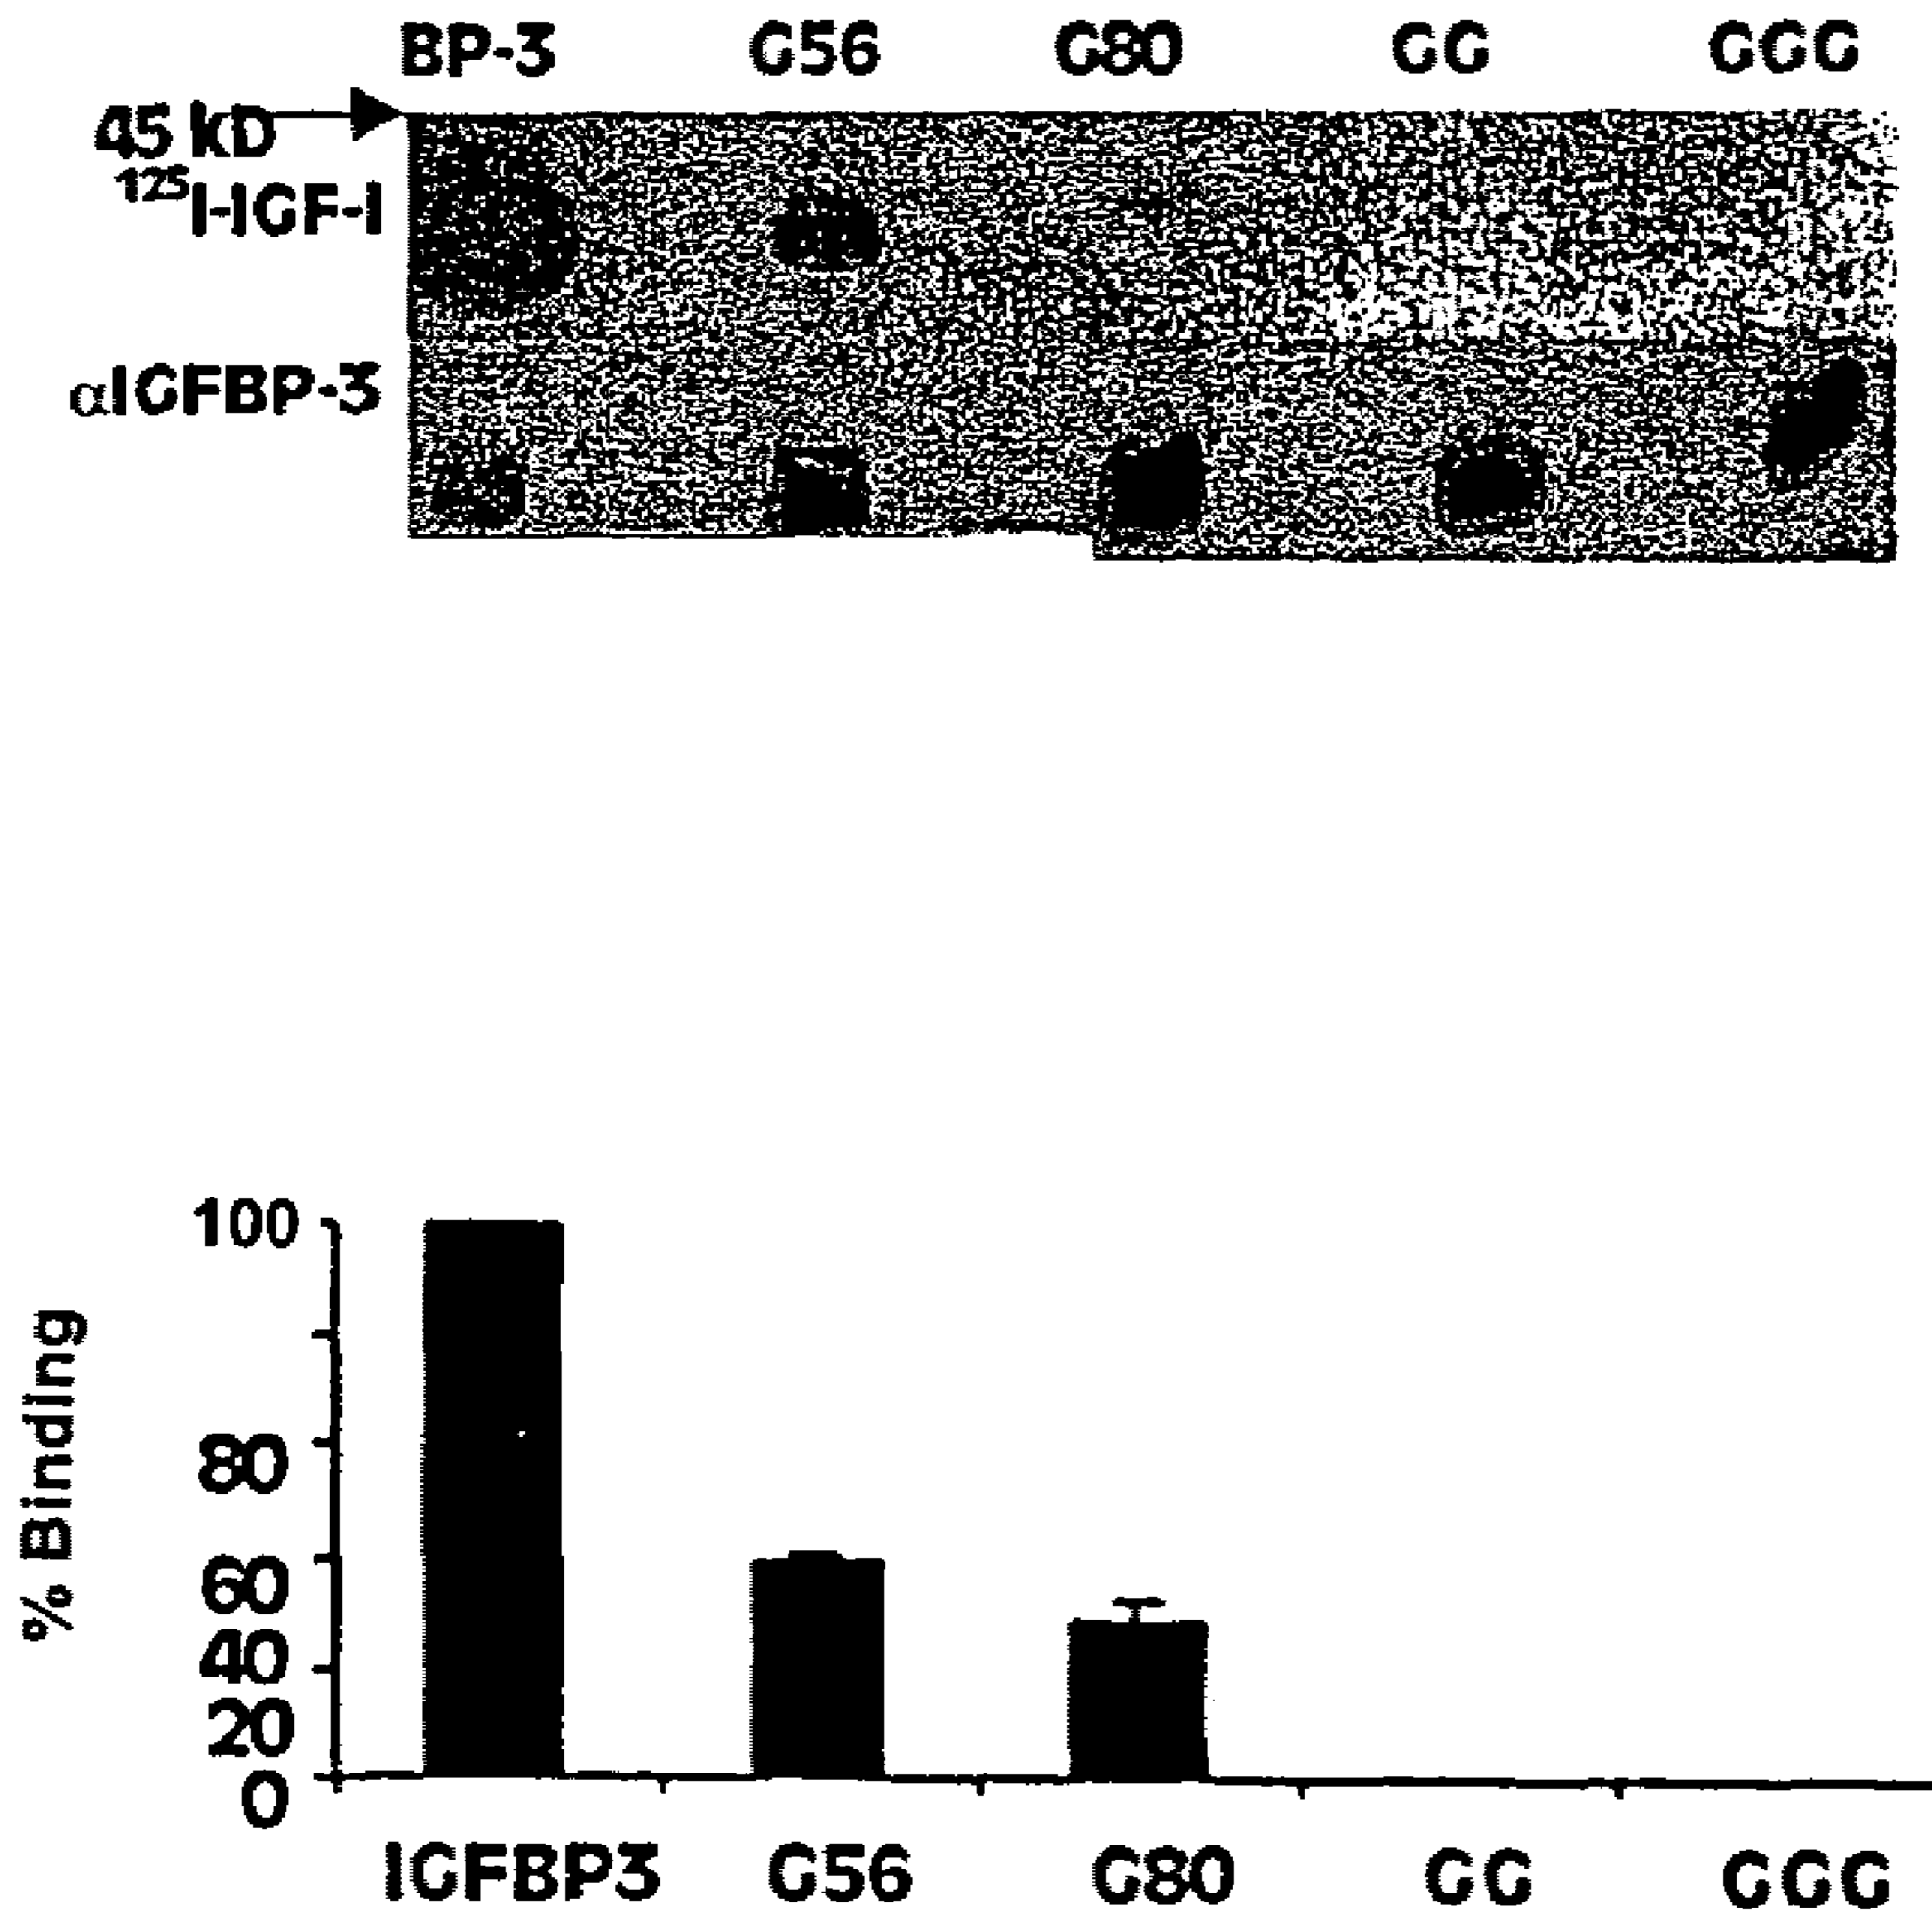 BP-3 G56 G80 GG GGG
45 kD
¹²⁵I-IGF-I
αIGFBP-3
% Binding
100
80
60
40
20
0
IGFBP3 G56 G80 GG GGG